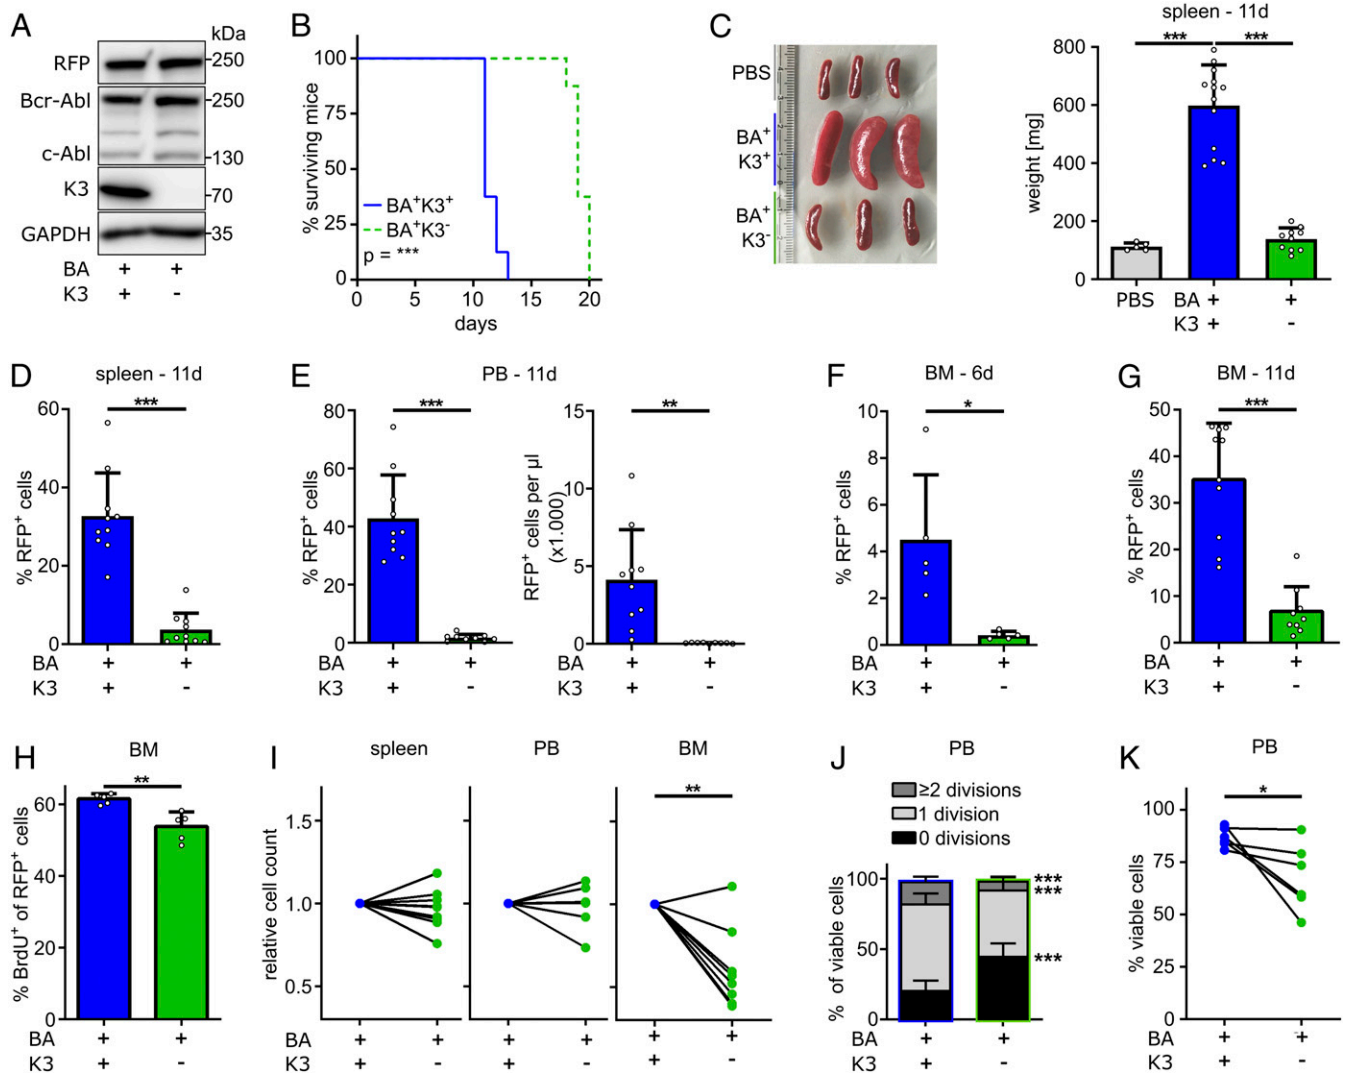 A
kDa
RFP
250
Bcr-Abl
250
c-Abl
130
K3
70
GAPDH
35
BA + +
K3 + -
B
% surviving mice
100
75
50
25
0
BA⁺K3⁺
BA⁺K3⁻
p = ***
0 5 10 15 20
days
C
PBS
BA⁺
K3⁺
BA⁺
K3⁻
spleen - 11d
*** ***
weight [mg]
800
600
400
200
0
PBS BA + +
K3 + -
D
spleen - 11d
***
% RFP⁺ cells
60
40
20
0
BA + +
K3 + -
E
PB - 11d
***
% RFP⁺ cells
80
60
40
20
0
BA + +
K3 + -
**
RFP⁺ cells per µl
(x1.000)
15
10
5
0
+ +
+ -
F
BM - 6d
*
% RFP⁺ cells
10
8
6
4
2
0
BA + +
K3 + -
G
BM - 11d
***
% RFP⁺ cells
50
40
30
20
10
0
BA + +
K3 + -
H
BM
**
% BrdU⁺ of RFP⁺ cells
60
40
20
0
BA + +
K3 + -
I
spleen PB BM
**
relative cell count
1.5
1.0
0.5
BA + + + + + +
K3 + - + - + -
J
PB
≥2 divisions
1 division
0 divisions
% of viable cells
100
50
0
***
***
***
BA + +
K3 + -
K
PB
*
% viable cells
100
75
50
25
0
BA + +
K3 + -